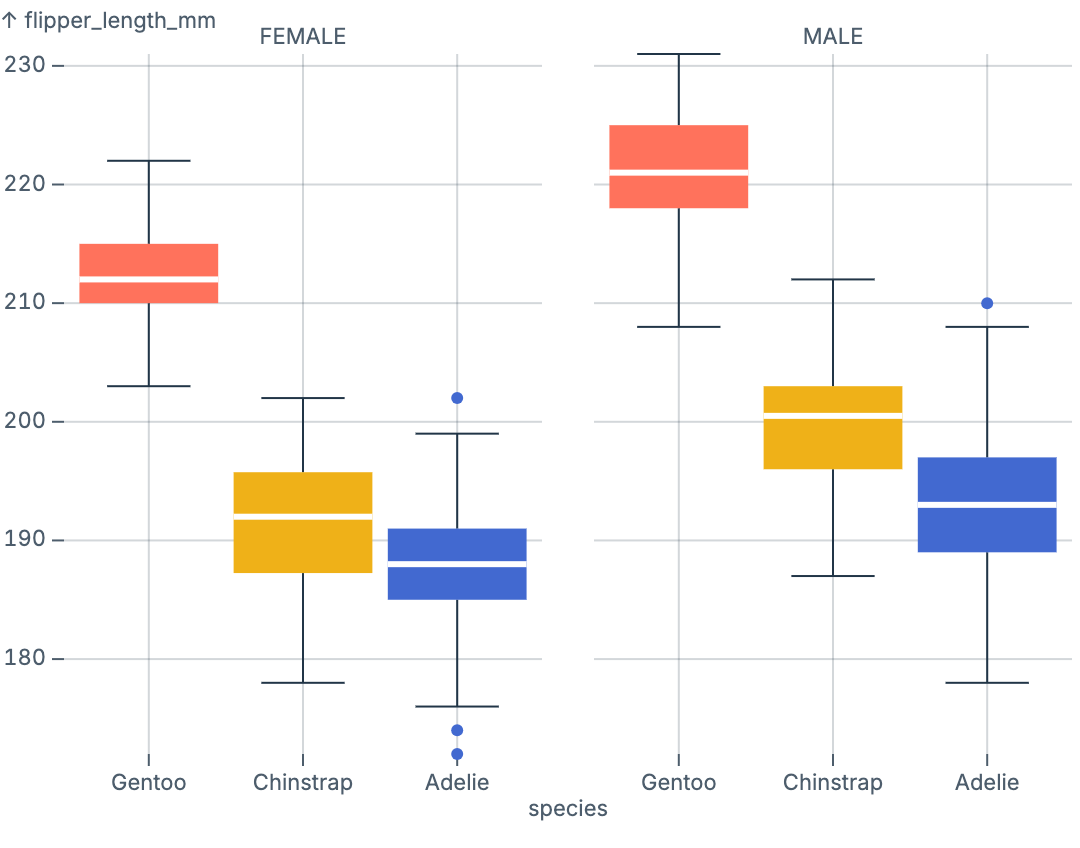 ↑ flipper_length_mm
FEMALE MALE
230
220
210
200
190
180
Gentoo Chinstrap Adelie Gentoo Chinstrap Adelie
species